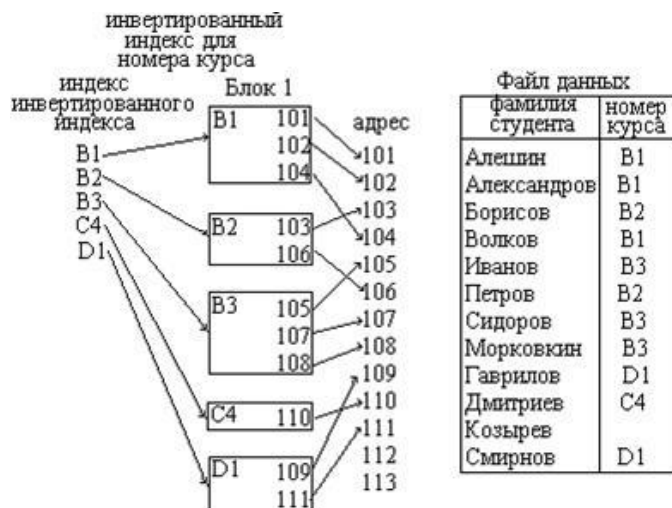 инвертированный
индекс для
номера курса
индекс
инвертированного
индекса
Блок 1
адрес
B1
B2
B3
C4
D1
B1 101
102
104
B2 103
106
B3 105
107
108
C4 110
D1 109
111
101
102
103
104
105
106
107
108
109
110
111
112
113
Файл данных
фамилия студента номер курса
Алешин B1
Александров B1
Борисов B2
Волков B1
Иванов B3
Петров B2
Сидоров B3
Морковкин B3
Гаврилов D1
Дмитриев C4
Козырев
Смирнов D1